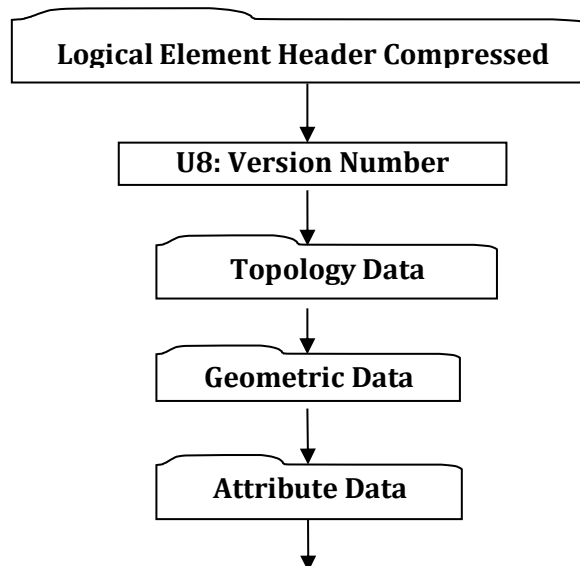 Logical Element Header Compressed
U8: Version Number
Topology Data
Geometric Data
Attribute Data